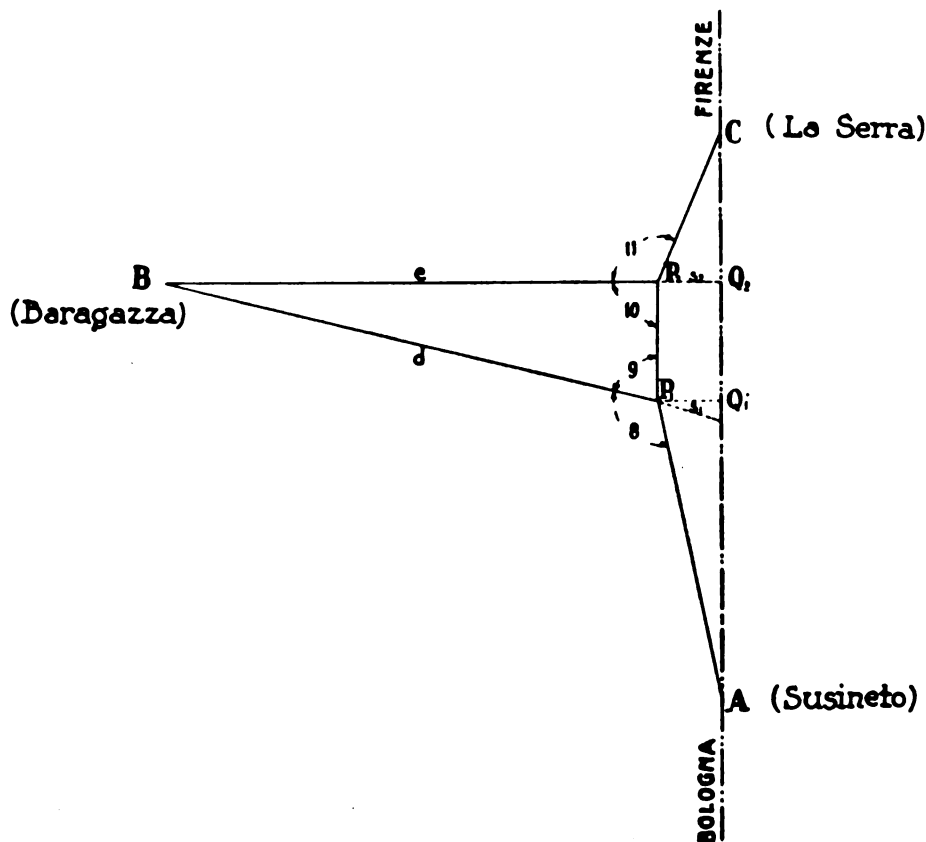 FIRENZE
C (La Serra)
11
B
e
Q₂
(Baragazza)
10
d
9
Q₁
8
A (Susineto)
BOLOGNA